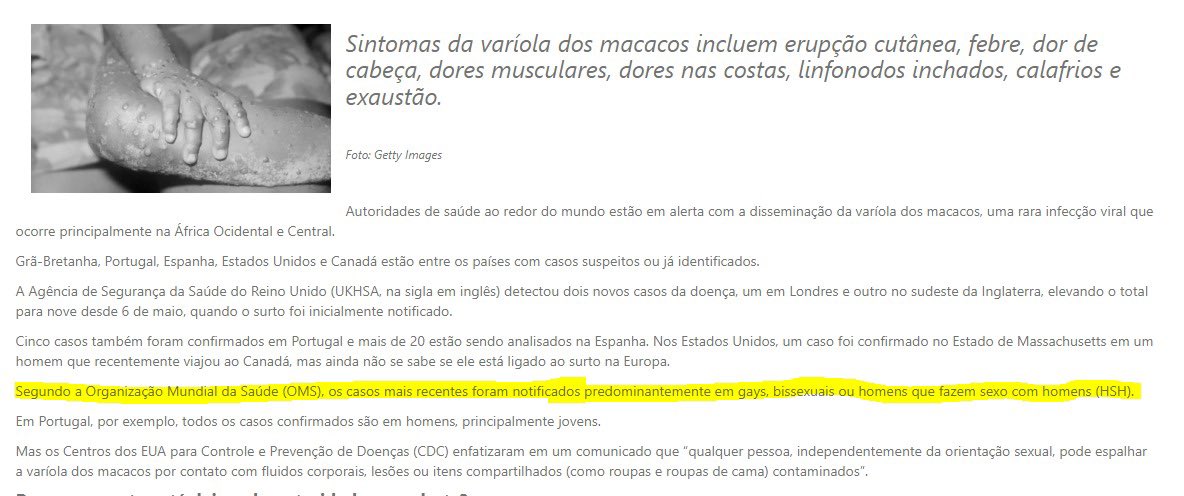 Sintomas da varíola dos macacos incluem erupção cutânea, febre, dor de
cabeça, dores musculares, dores nas costas, linfonodos inchados, calafrios e
exaustão.
Foto: Getty Images
Autoridades de saúde ao redor do mundo estão em alerta com a disseminação da varíola dos macacos, uma rara infecção viral que
ocorre principalmente na África Ocidental e Central.
Grã-Bretanha, Portugal, Espanha, Estados Unidos e Canadá estão entre os países com casos suspeitos ou já identificados.
A Agência de Segurança da Saúde do Reino Unido (UKHSA, na sigla em inglês) detectou dois novos casos da doença, um em Londres e outro no sudeste da Inglaterra, elevando o total
para nove desde 6 de maio, quando o surto foi inicialmente notificado.
Cinco casos também foram confirmados em Portugal e mais de 20 estão sendo analisados na Espanha. Nos Estados Unidos, um caso foi confirmado no Estado de Massachusetts em um
homem que recentemente viajou ao Canadá, mas ainda não se sabe se ele está ligado ao surto na Europa.
Segundo a Organização Mundial da Saúde (OMS), os casos mais recentes foram notificados predominantemente em gays, bissexuais ou homens que fazem sexo com homens (HSH).
Em Portugal, por exemplo, todos os casos confirmados são em homens, principalmente jovens.
Mas os Centros dos EUA para Controle e Prevenção de Doenças (CDC) enfatizaram em um comunicado que “qualquer pessoa, independentemente da orientação sexual, pode espalhar
a varíola dos macacos por contato com fluidos corporais, lesões ou itens compartilhados (como roupas e roupas de cama) contaminados”.